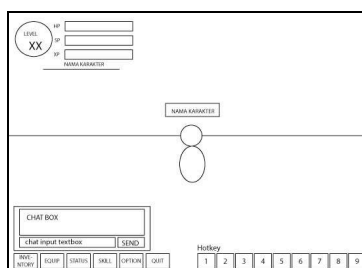 LEVEL
XX
HP
SP
XP
NAMA KARAKTER
NAMA KARAKTER
CHAT BOX
chat input textbox
SEND
INVE-
NTORY
EQUIP
STATUS
SKILL
OPTION
QUIT
Hotkey
1 2 3 4 5 6 7 8 9